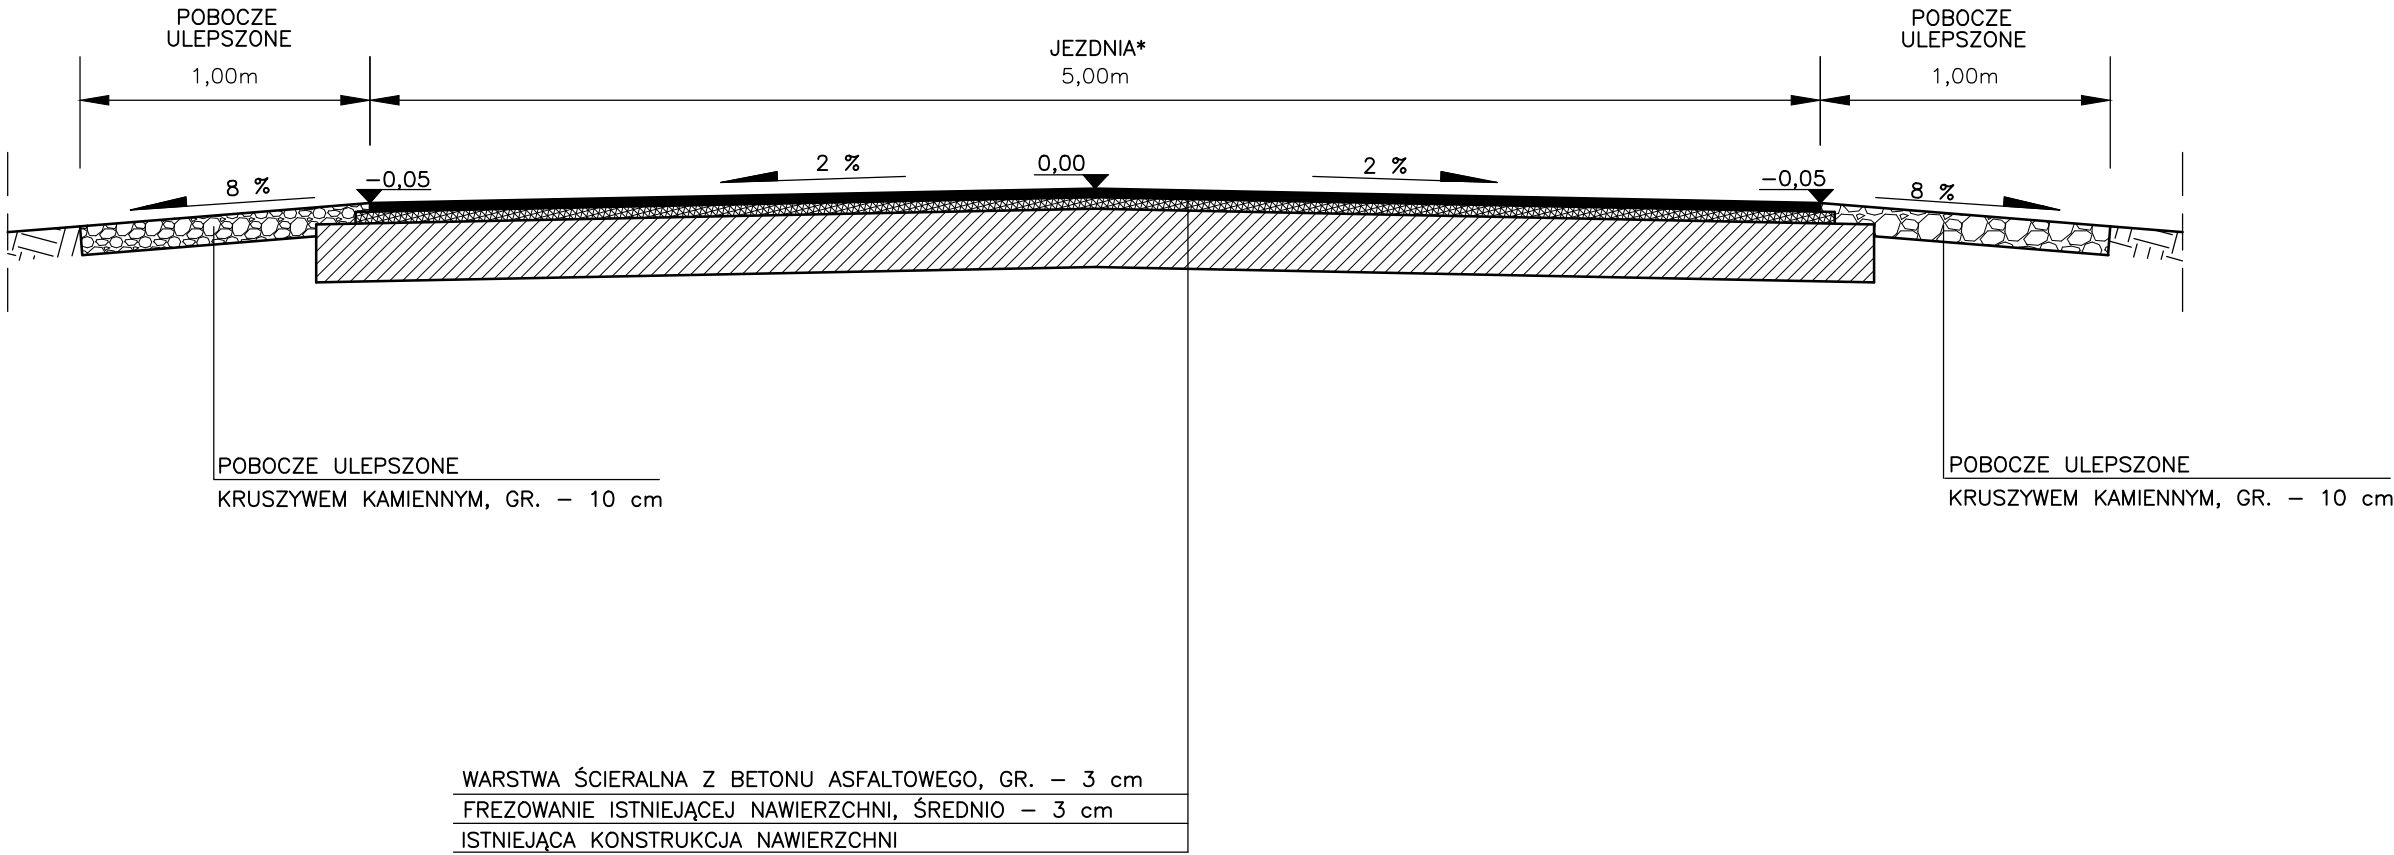 POBOCZE
ULEPSZONE
1,00m
JEZDNIA*
5,00m
POBOCZE
ULEPSZONE
1,00m
8 %
-0,05
2 %
0,00
2 %
-0,05
8 %
POBOCZE ULEPSZONE
KRUSZYWEM KAMIENNYM, GR. – 10 cm
POBOCZE ULEPSZONE
KRUSZYWEM KAMIENNYM, GR. – 10 cm
WARSTWA ŚCIERALNA Z BETONU ASFALTOWEGO, GR. – 3 cm
FREZOWANIE ISTNIEJĄCEJ NAWIERZCHNI, ŚREDNIO – 3 cm
ISTNIEJĄCA KONSTRUKCJA NAWIERZCHNI